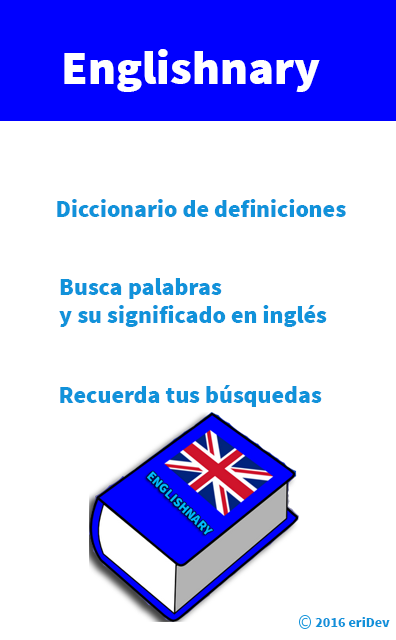 Englishnary
Diccionario de definiciones
Busca palabras
y su significado en inglés
Recuerda tus búsquedas
ENGLISHNARY
© 2016 eriDev